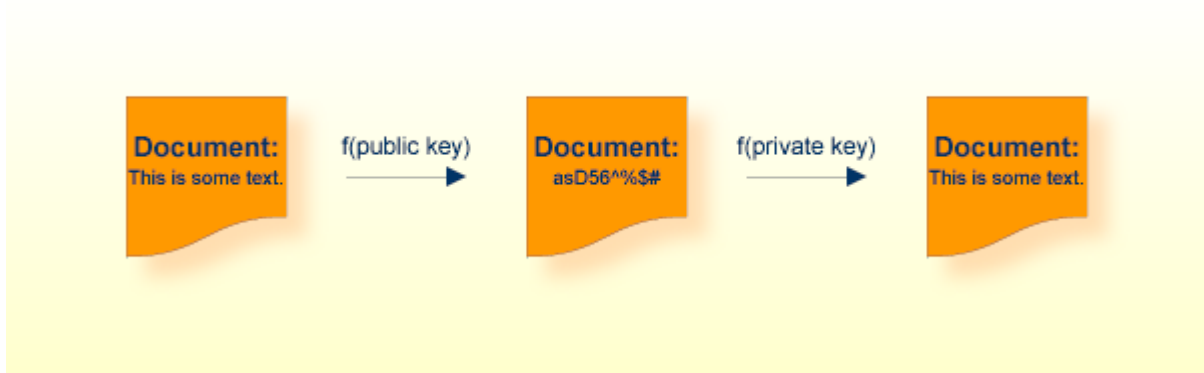 Document:
This is some text.
f(public key)
Document:
asD56^%$#
f(private key)
Document:
This is some text.